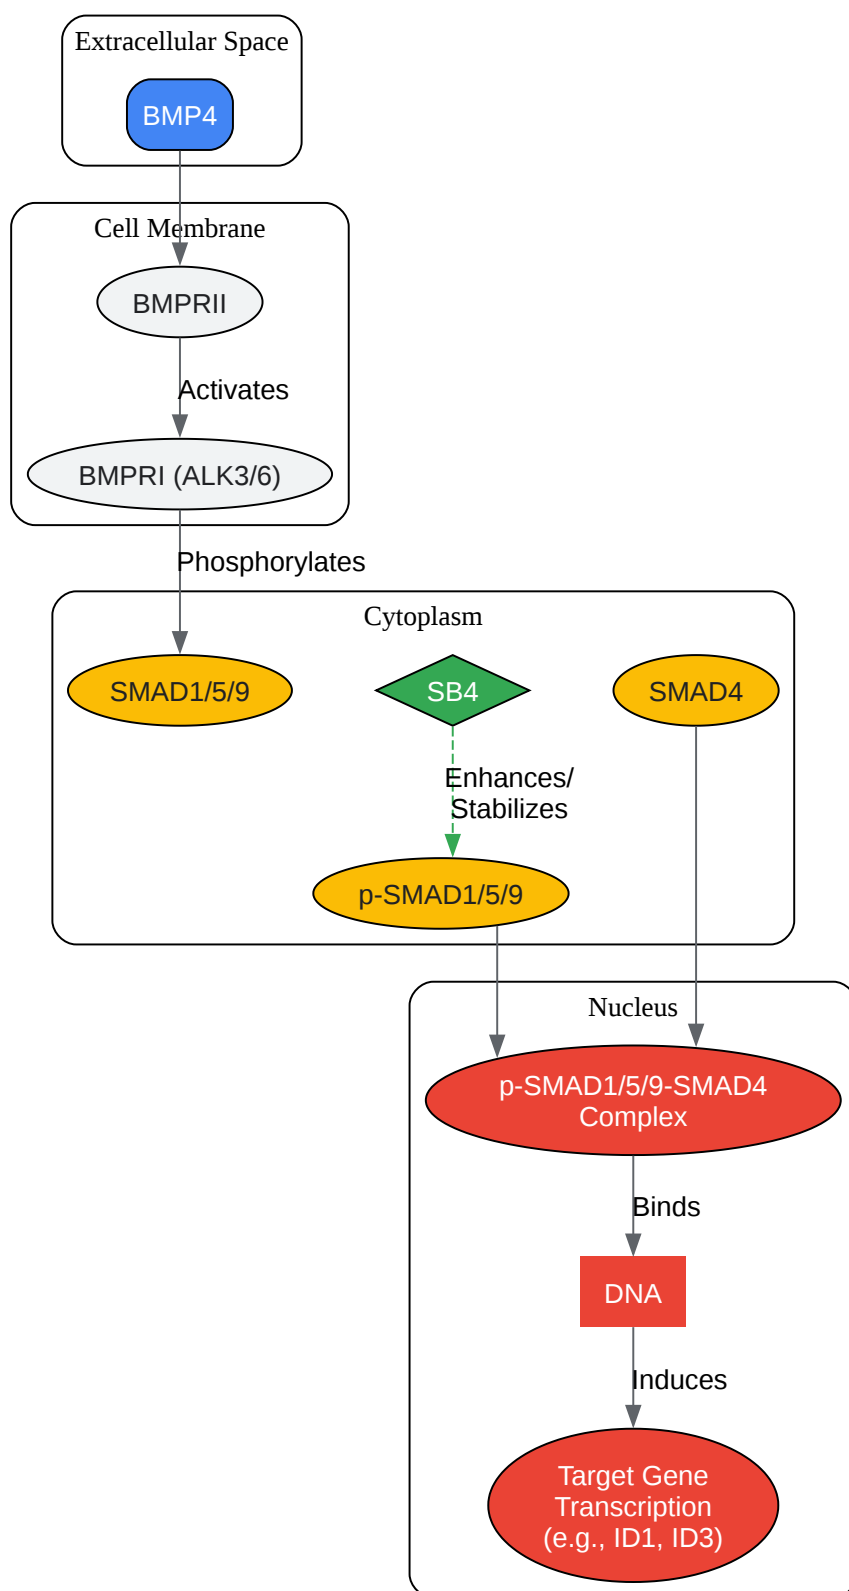 Extracellular Space
BMP4
Cell Membrane
BMPRII
Activates
BMPRI (ALK3/6)
Phosphorylates
Cytoplasm
SMAD1/5/9
SB4
SMAD4
Enhances/
Stabilizes
p-SMAD1/5/9
Nucleus
p-SMAD1/5/9-SMAD4
Complex
Binds
DNA
Induces
Target Gene
Transcription
(e.g., ID1, ID3)